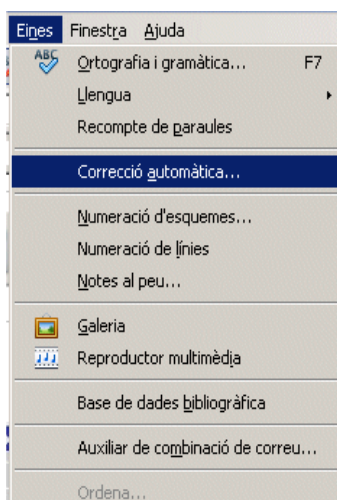 Eines Finestra Ajuda
ABC Ortografia i gramàtica... F7
Llengua
Recompte de paraules
Correcció automàtica...
Numeració d'esquemes...
Numeració de línies
Notes al peu...
Galeria
Reproductor multimèdia
Base de dades bibliogràfica
Auxiliar de combinació de correu...
Ordena...